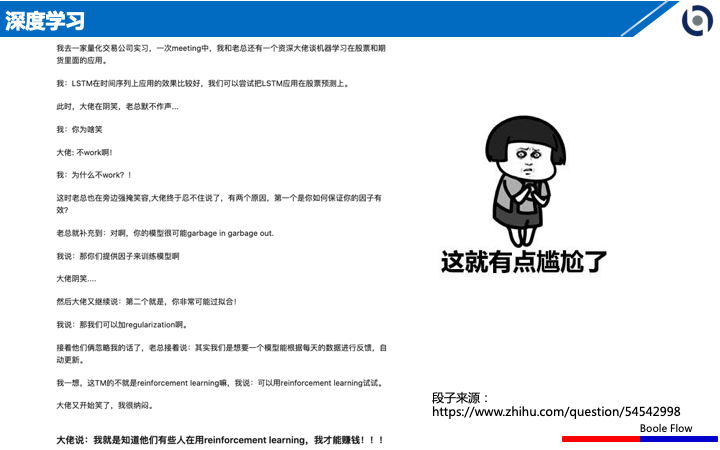 深度学习
我去一家量化交易公司实习，一次meeting中，我和老总还有一个资深大佬谈机器学习在股票和期
货里面的应用。
我：LSTM在时间序列上应用的效果比较好，我们可以尝试把LSTM应用在股票预测上。
此时，大佬在阴笑，老总默不作声...
我：你为啥笑
大佬: 不work啊！
我：为什么不work？！
这时老总也在旁边强掩笑容,大佬终于忍不住说了，有两个原因，第一个是你如何保证你的因子有
效?
老总就补充到：对啊，你的模型很可能garbage in garbage out.
我说：那你们提供因子来训练模型啊
大佬阴笑....
然后大佬又继续说：第二个就是，你非常可能过拟合！
我说：那我们可以加regularization啊。
接着他们俩忽略我的话了，老总接着说：其实我们是想要一个模型能根据每天的数据进行反馈，自
动更新。
我一想，这TM的不就是reinforcement learning嘛，我说：可以用reinforcement learning试试。
大佬又开始笑了，我很纳闷。
大佬说：我就是知道他们有些人在用reinforcement learning，我才能赚钱！！！
这就有点尴尬了
段子来源：
https://www.zhihu.com/question/54542998
Boole Flow